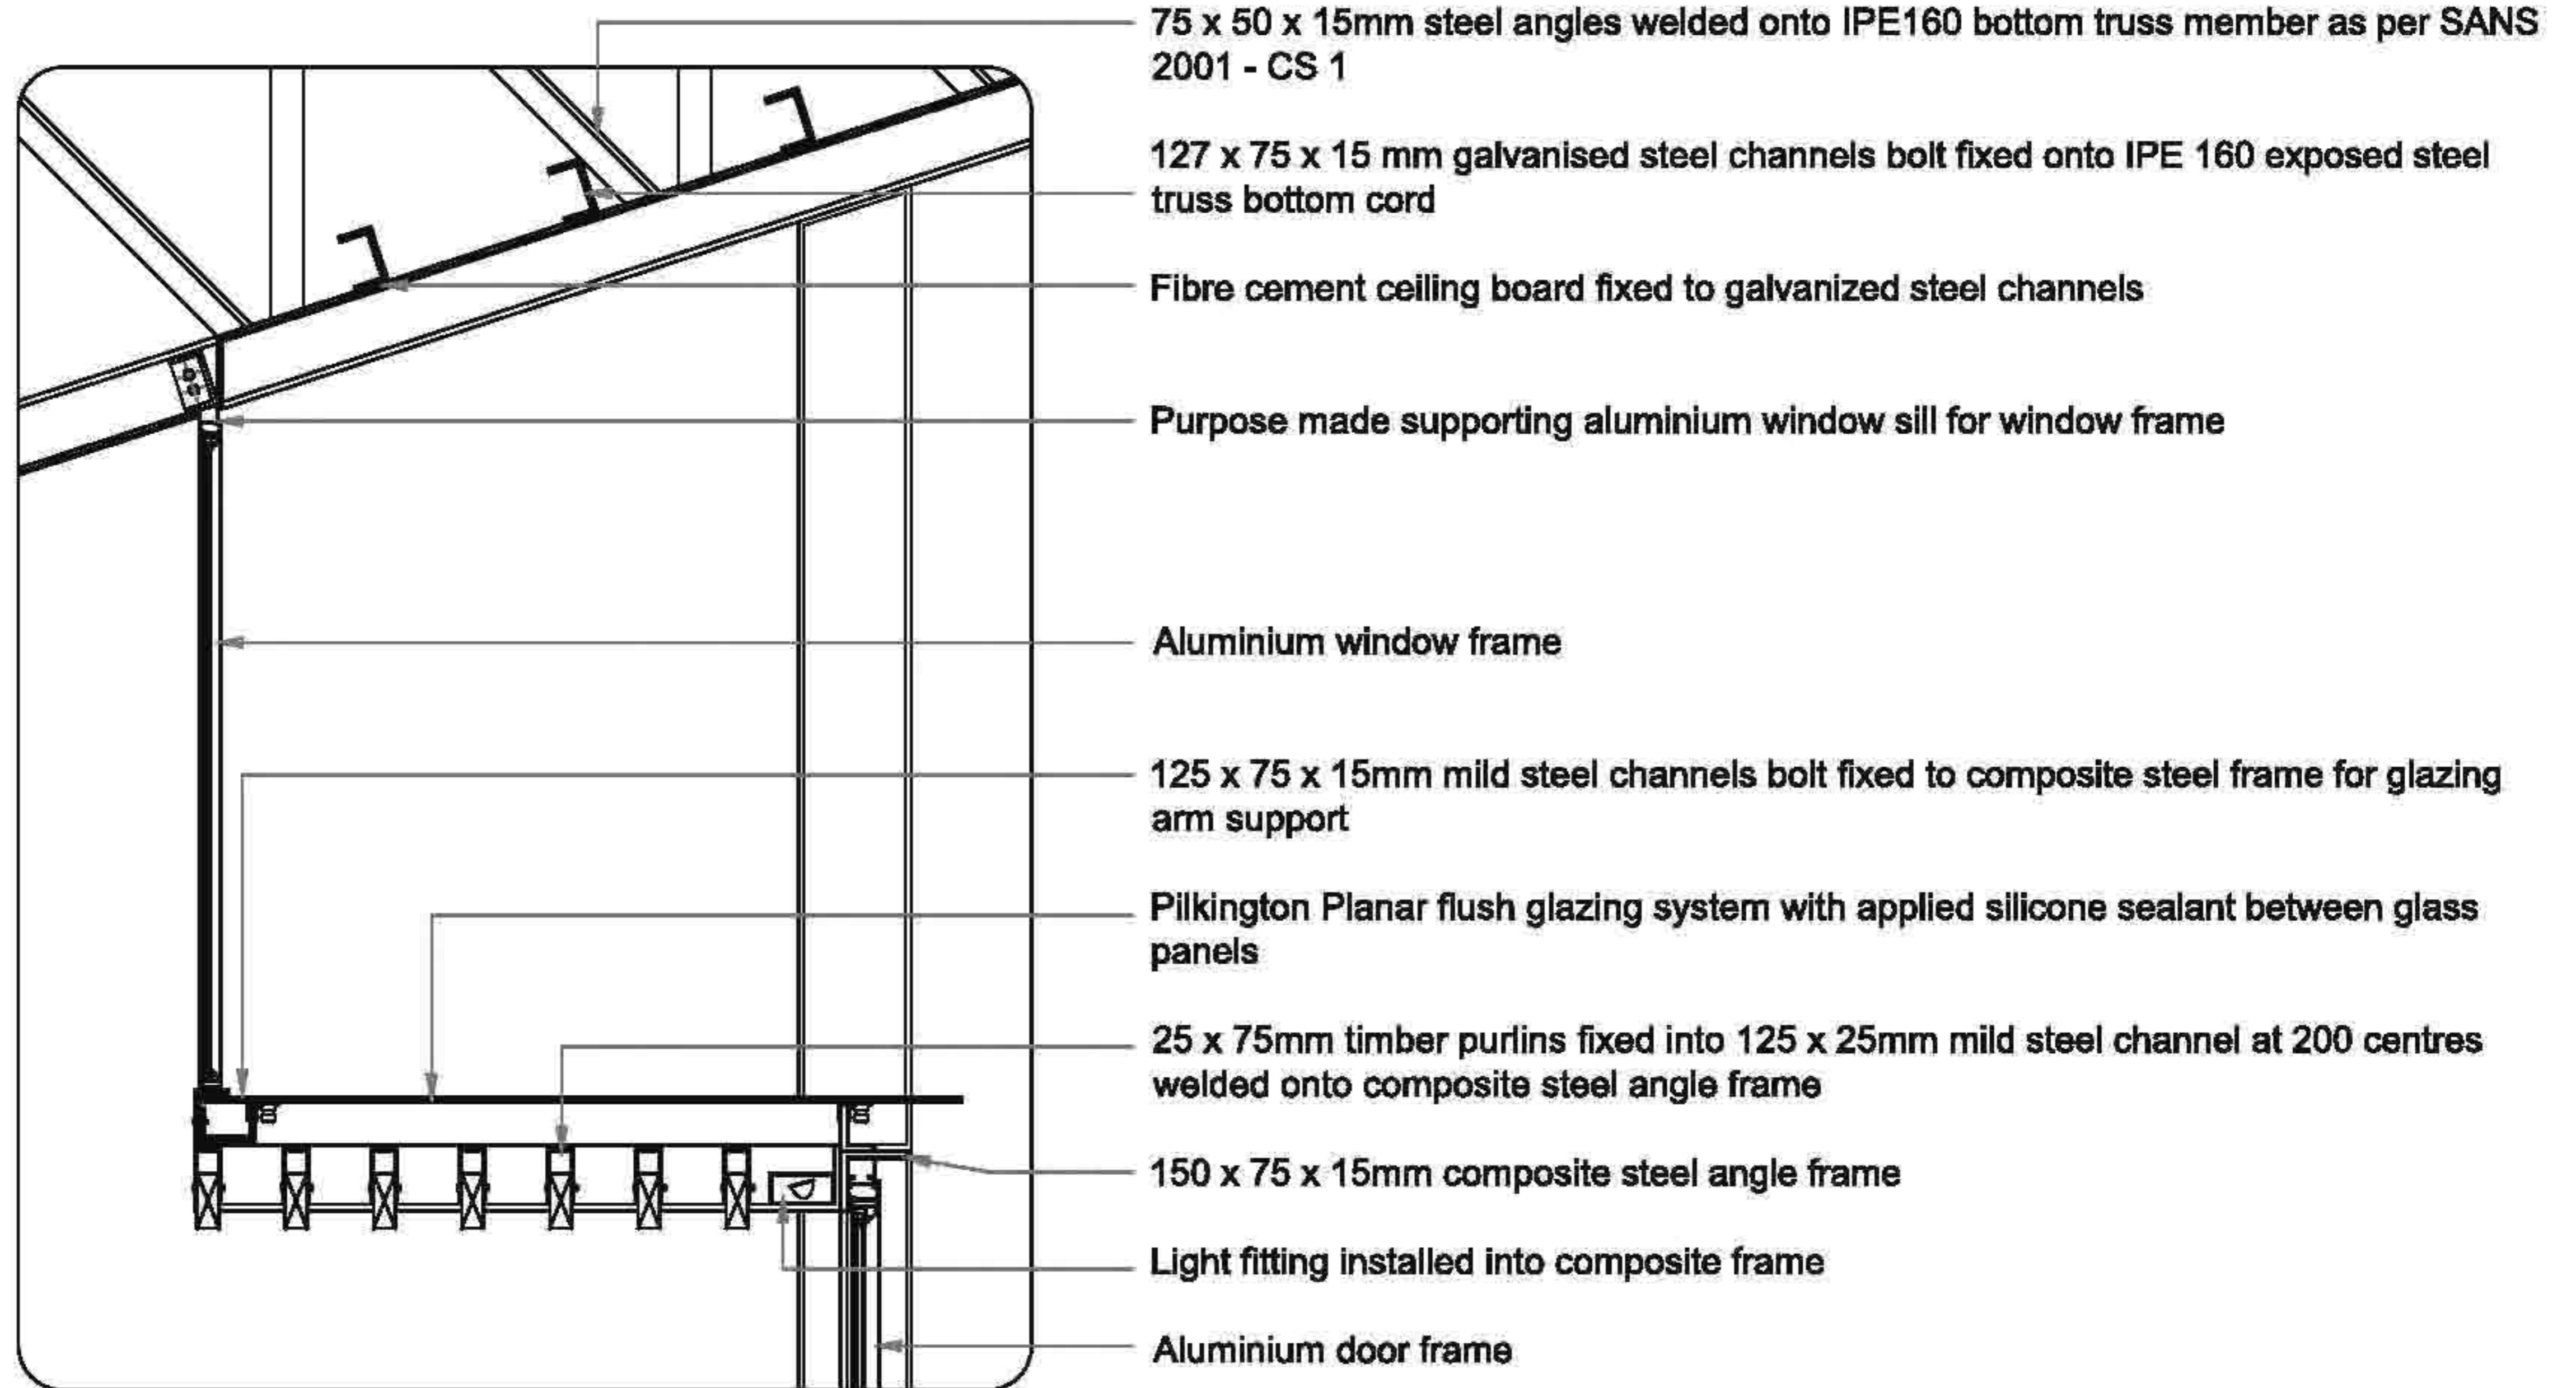 75 x 50 x 15mm steel angles welded onto IPE160 bottom truss member as per SANS
2001 - CS 1
127 x 75 x 15 mm galvanised steel channels bolt fixed onto IPE 160 exposed steel
truss bottom cord
Fibre cement ceiling board fixed to galvanized steel channels
Purpose made supporting aluminium window sill for window frame
Aluminium window frame
125 x 75 x 15mm mild steel channels bolt fixed to composite steel frame for glazing
arm support
Pilkington Planar flush glazing system with applied silicone sealant between glass
panels
25 x 75mm timber purlins fixed into 125 x 25mm mild steel channel at 200 centres
welded onto composite steel angle frame
150 x 75 x 15mm composite steel angle frame
Light fitting installed into composite frame
Aluminium door frame